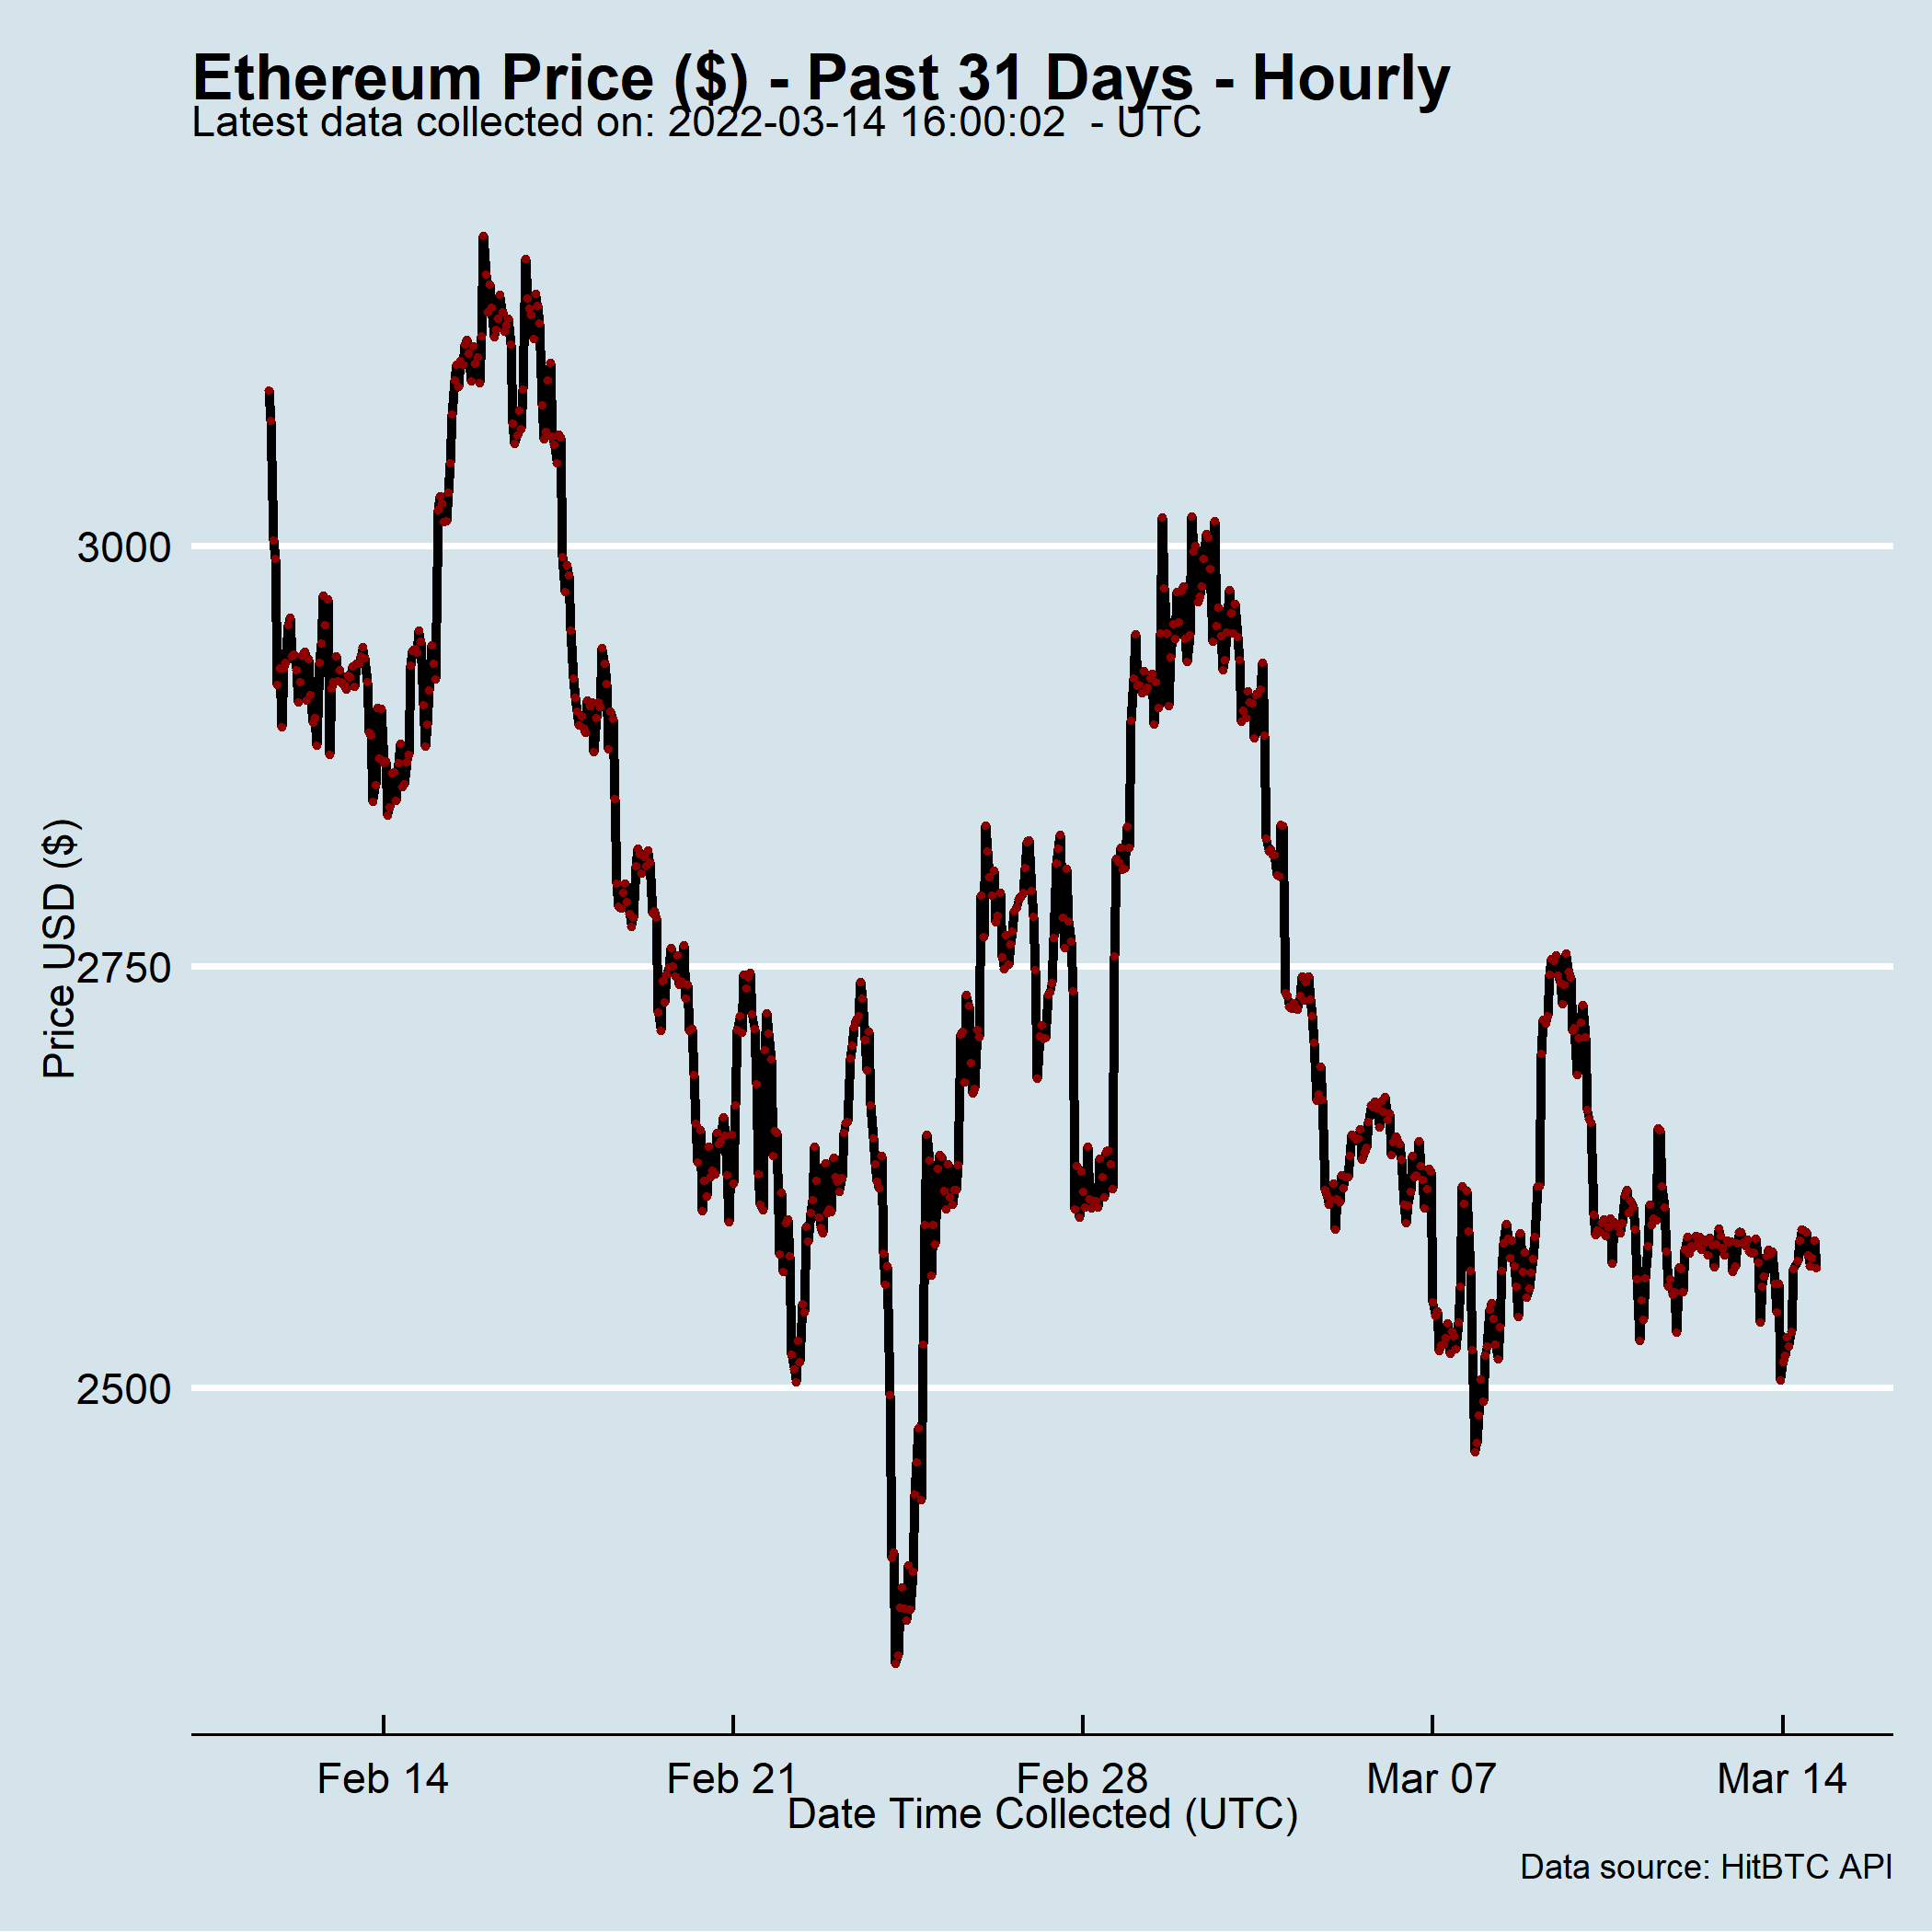 Ethereum Price ($) - Past 31 Days - Hourly
Latest data collected on: 2022-03-14 16:00:02  - UTC
Price USD ($)
3000
2750
2500
Feb 14
Feb 21
Feb 28
Mar 07
Mar 14
Date Time Collected (UTC)
Data source: HitBTC API